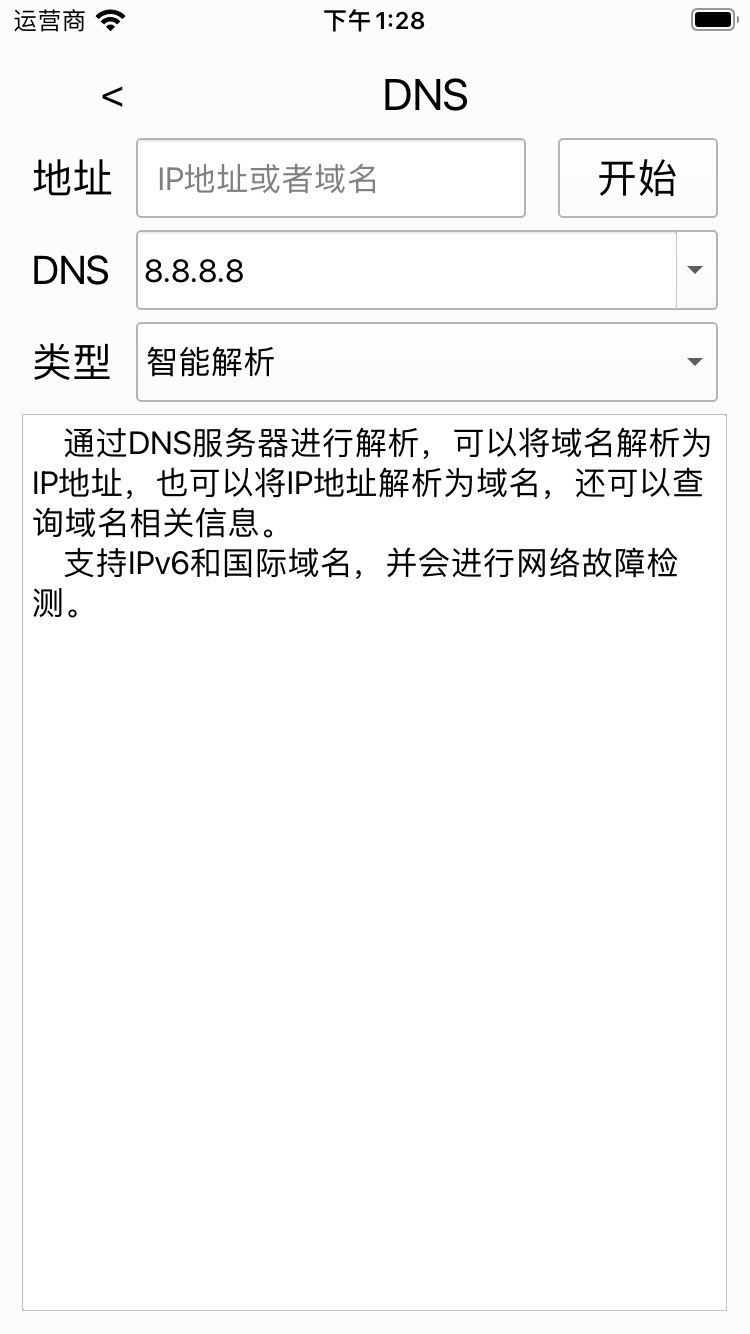 运营商 下午1:28
< DNS
地址 IP地址或者域名 开始
DNS 8.8.8.8
类型 智能解析
通过DNS服务器进行解析，可以将域名解析为
IP地址，也可以将IP地址解析为域名，还可以查
询域名相关信息。
支持IPv6和国际域名，并会进行网络故障检
测。